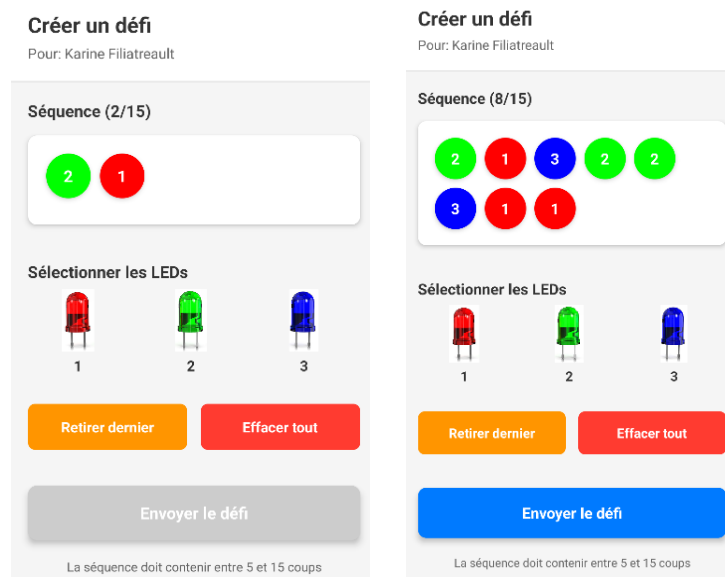 Créer un défi
Pour: Karine Filiatreault
Séquence (2/15)
2 1
Sélectionner les LEDs
1 2 3
Retirer dernier Effacer tout
Envoyer le défi
La séquence doit contenir entre 5 et 15 coups
Créer un défi
Pour: Karine Filiatreault
Séquence (8/15)
2 1 3 2 2
3 1 1
Sélectionner les LEDs
1 2 3
Retirer dernier Effacer tout
Envoyer le défi
La séquence doit contenir entre 5 et 15 coups